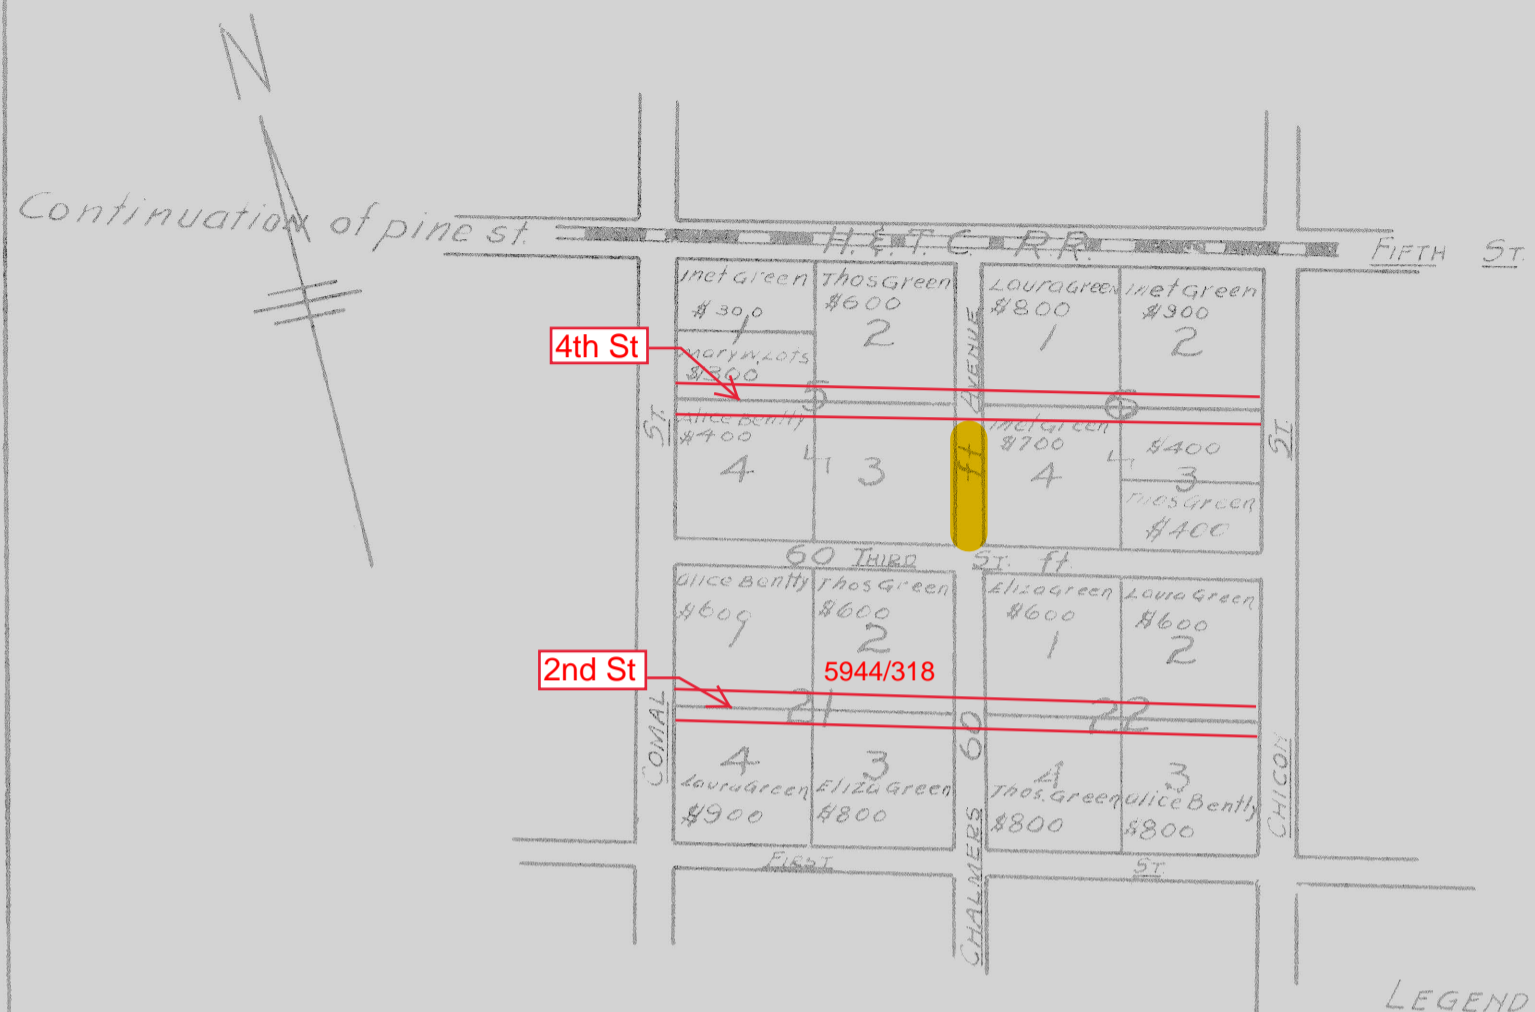 N
Continuation of pine st.
H. & T. C. R.R.
FIFTH ST.
Inet Green
$300
1
Thos Green
$600
2
Laura Green
$800
1
Inet Green
$900
2
AVENUE
4th St
Mary W. Lots
$1300
5
6
Alice Bently
$400
4
3
Inet Green
$700
4
$400
3
Thos Green
$400
ST.
ft
ST.
60 THIRD ST. ft.
Alice Bently
$600
1
Thos Green
$600
2
Eliza Green
$600
1
Laura Green
$600
2
2nd St
5944/318
21
22
COMAL
60
CHICON
4
Laura Green
$900
3
Eliza Green
$800
4
Thos. Green
$800
3
Alice Bently
$800
CHALMERS
FIRST ST.
LEGEND